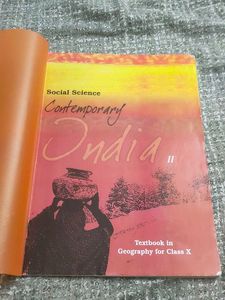 Social Science
Contemporary
India
II
Textbook in
Geography for Class X